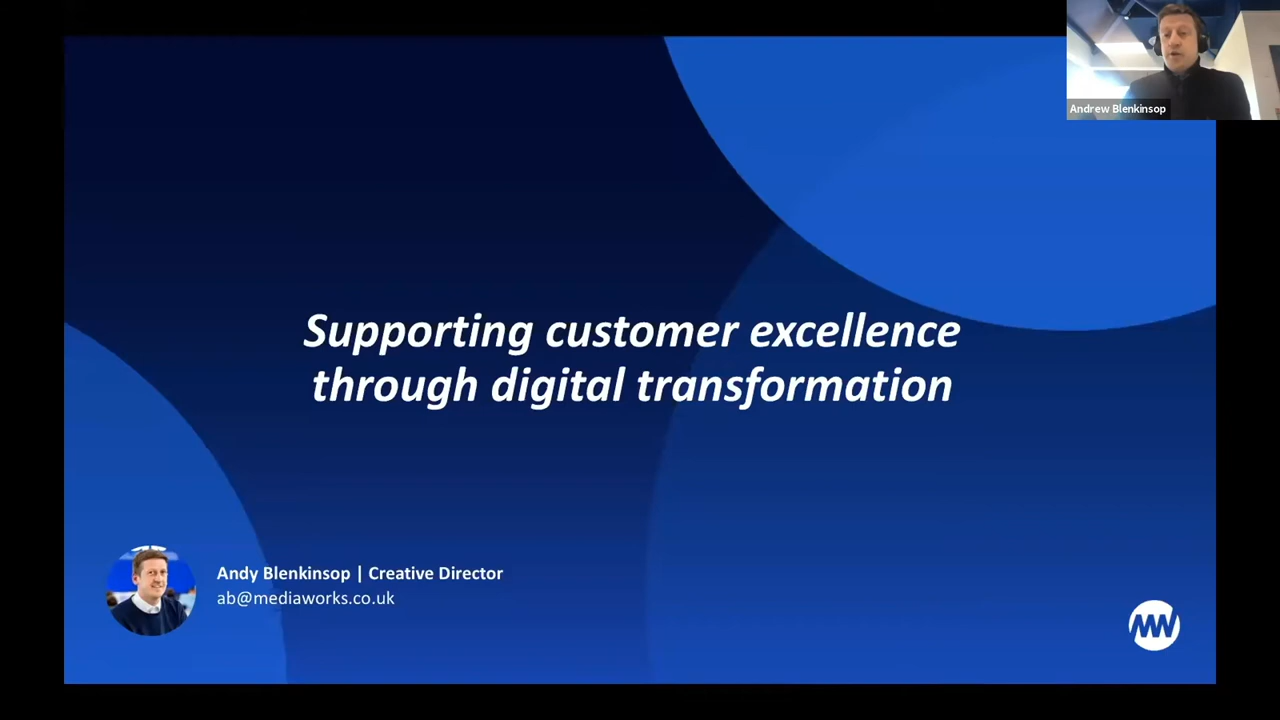 Andrew Blenkinsop
Supporting customer excellence
through digital transformation
Andy Blenkinsop | Creative Director
ab@mediaworks.co.uk
MW